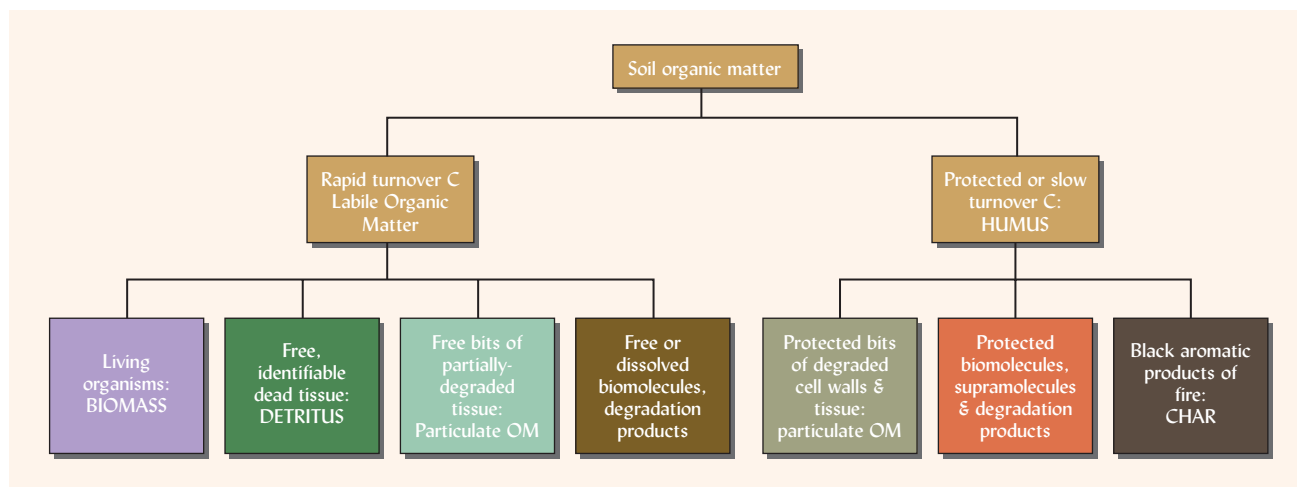 Soil organic matter
Rapid turnover C
Labile Organic
Matter
Protected or slow
turnover C:
HUMUS
Living
organisms:
BIOMASS
Free,
identifiable
dead tissue:
DETRITUS
Free bits of
partially-
degraded
tissue:
Particulate OM
Free or
dissolved
biomolecules,
degradation
products
Protected bits
of degraded
cell walls &
tissue:
particulate OM
Protected
biomolecules,
supramolecules
& degradation
products
Black aromatic
products of
fire:
CHAR